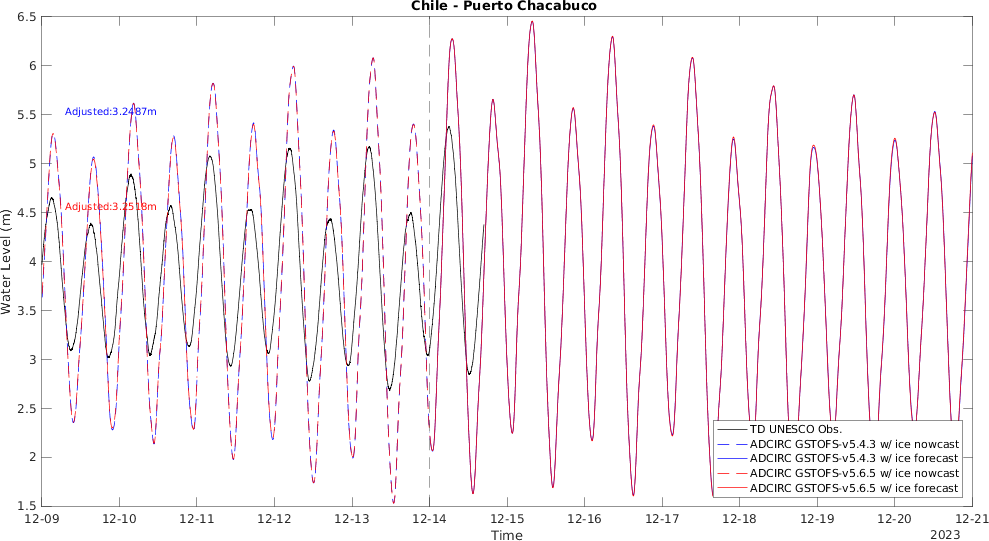 Chile - Puerto Chacabuco
6.5
6
5.5
5
4.5
4
3.5
3
2.5
2
1.5
Water Level (m)
Adjusted:3.2487m
Adjusted:3.2518m
TD UNESCO Obs.
ADCIRC GSTOFS-v5.4.3 w/ ice nowcast
ADCIRC GSTOFS-v5.4.3 w/ ice forecast
ADCIRC GSTOFS-v5.6.5 w/ ice nowcast
ADCIRC GSTOFS-v5.6.5 w/ ice forecast
12-09 12-10 12-11 12-12 12-13 12-14 12-15 12-16 12-17 12-18 12-19 12-20 12-21
Time
2023